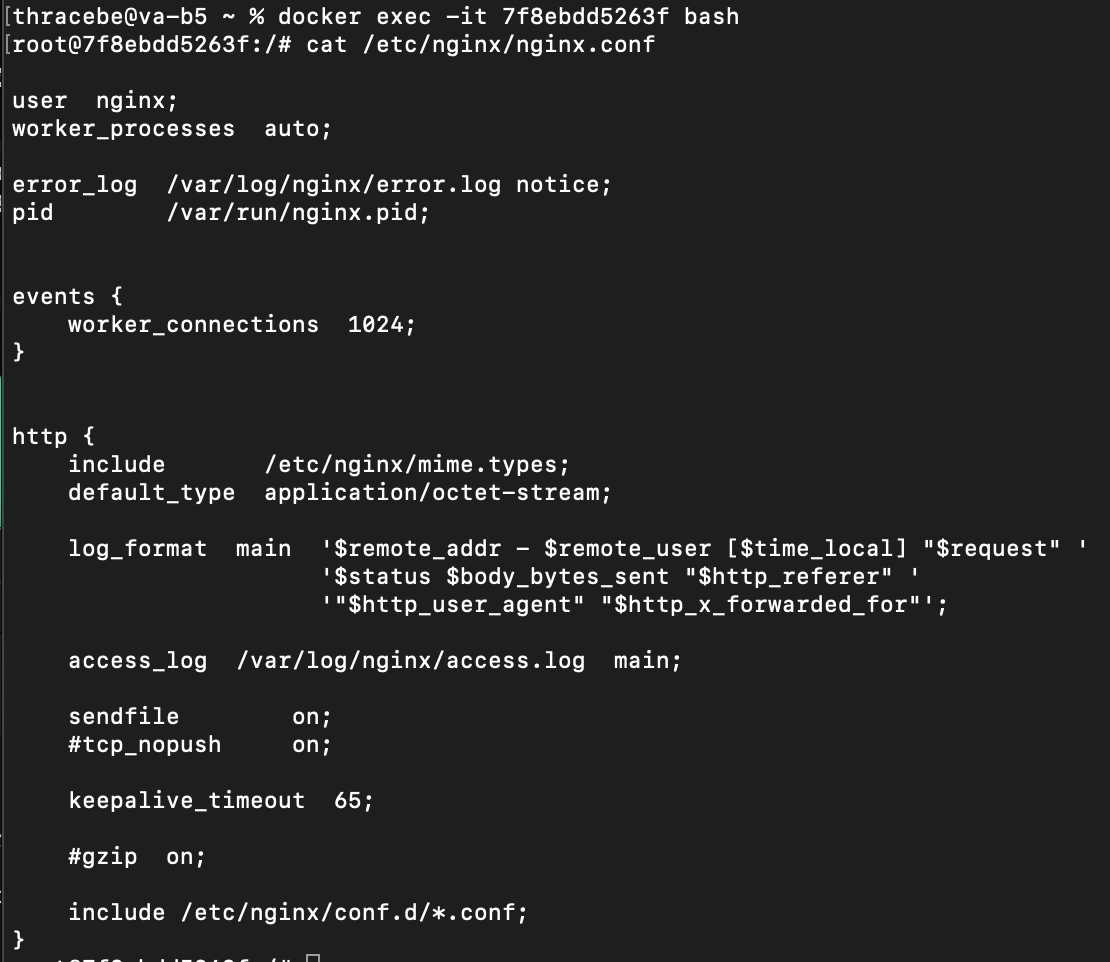 [thracebe@va-b5 ~ % docker exec -it 7f8ebdd5263f bash
[root@7f8ebdd5263f:/# cat /etc/nginx/nginx.conf

user  nginx;
worker_processes  auto;

error_log  /var/log/nginx/error.log notice;
pid        /var/run/nginx.pid;


events {
    worker_connections  1024;
}


http {
    include       /etc/nginx/mime.types;
    default_type  application/octet-stream;

    log_format  main  '$remote_addr - $remote_user [$time_local] "$request" '
                      '$status $body_bytes_sent "$http_referer" '
                      '"$http_user_agent" "$http_x_forwarded_for"';

    access_log  /var/log/nginx/access.log  main;

    sendfile        on;
    #tcp_nopush     on;

    keepalive_timeout  65;

    #gzip  on;

    include /etc/nginx/conf.d/*.conf;
}